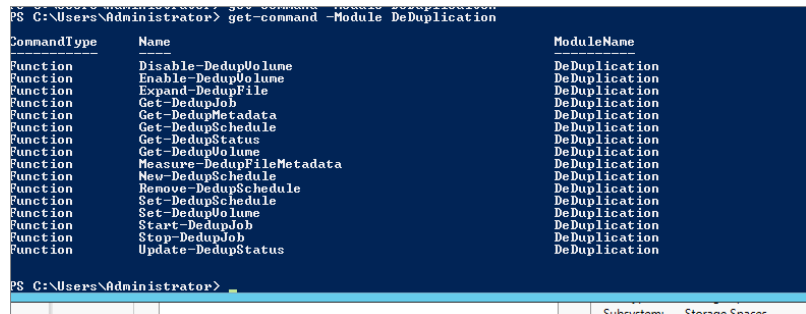 PS C:\Users\Administrator> get-command -Module DeDuplication
CommandType Name ModuleName
----------- ---- ----------
Function Disable-DedupVolume DeDuplication
Function Enable-DedupVolume DeDuplication
Function Expand-DedupFile DeDuplication
Function Get-DedupJob DeDuplication
Function Get-DedupMetadata DeDuplication
Function Get-DedupSchedule DeDuplication
Function Get-DedupStatus DeDuplication
Function Get-DedupVolume DeDuplication
Function Measure-DedupFileMetadata DeDuplication
Function New-DedupSchedule DeDuplication
Function Remove-DedupSchedule DeDuplication
Function Set-DedupSchedule DeDuplication
Function Set-DedupVolume DeDuplication
Function Start-DedupJob DeDuplication
Function Stop-DedupJob DeDuplication
Function Update-DedupStatus DeDuplication
PS C:\Users\Administrator> _
Subsystem: Storage Spaces